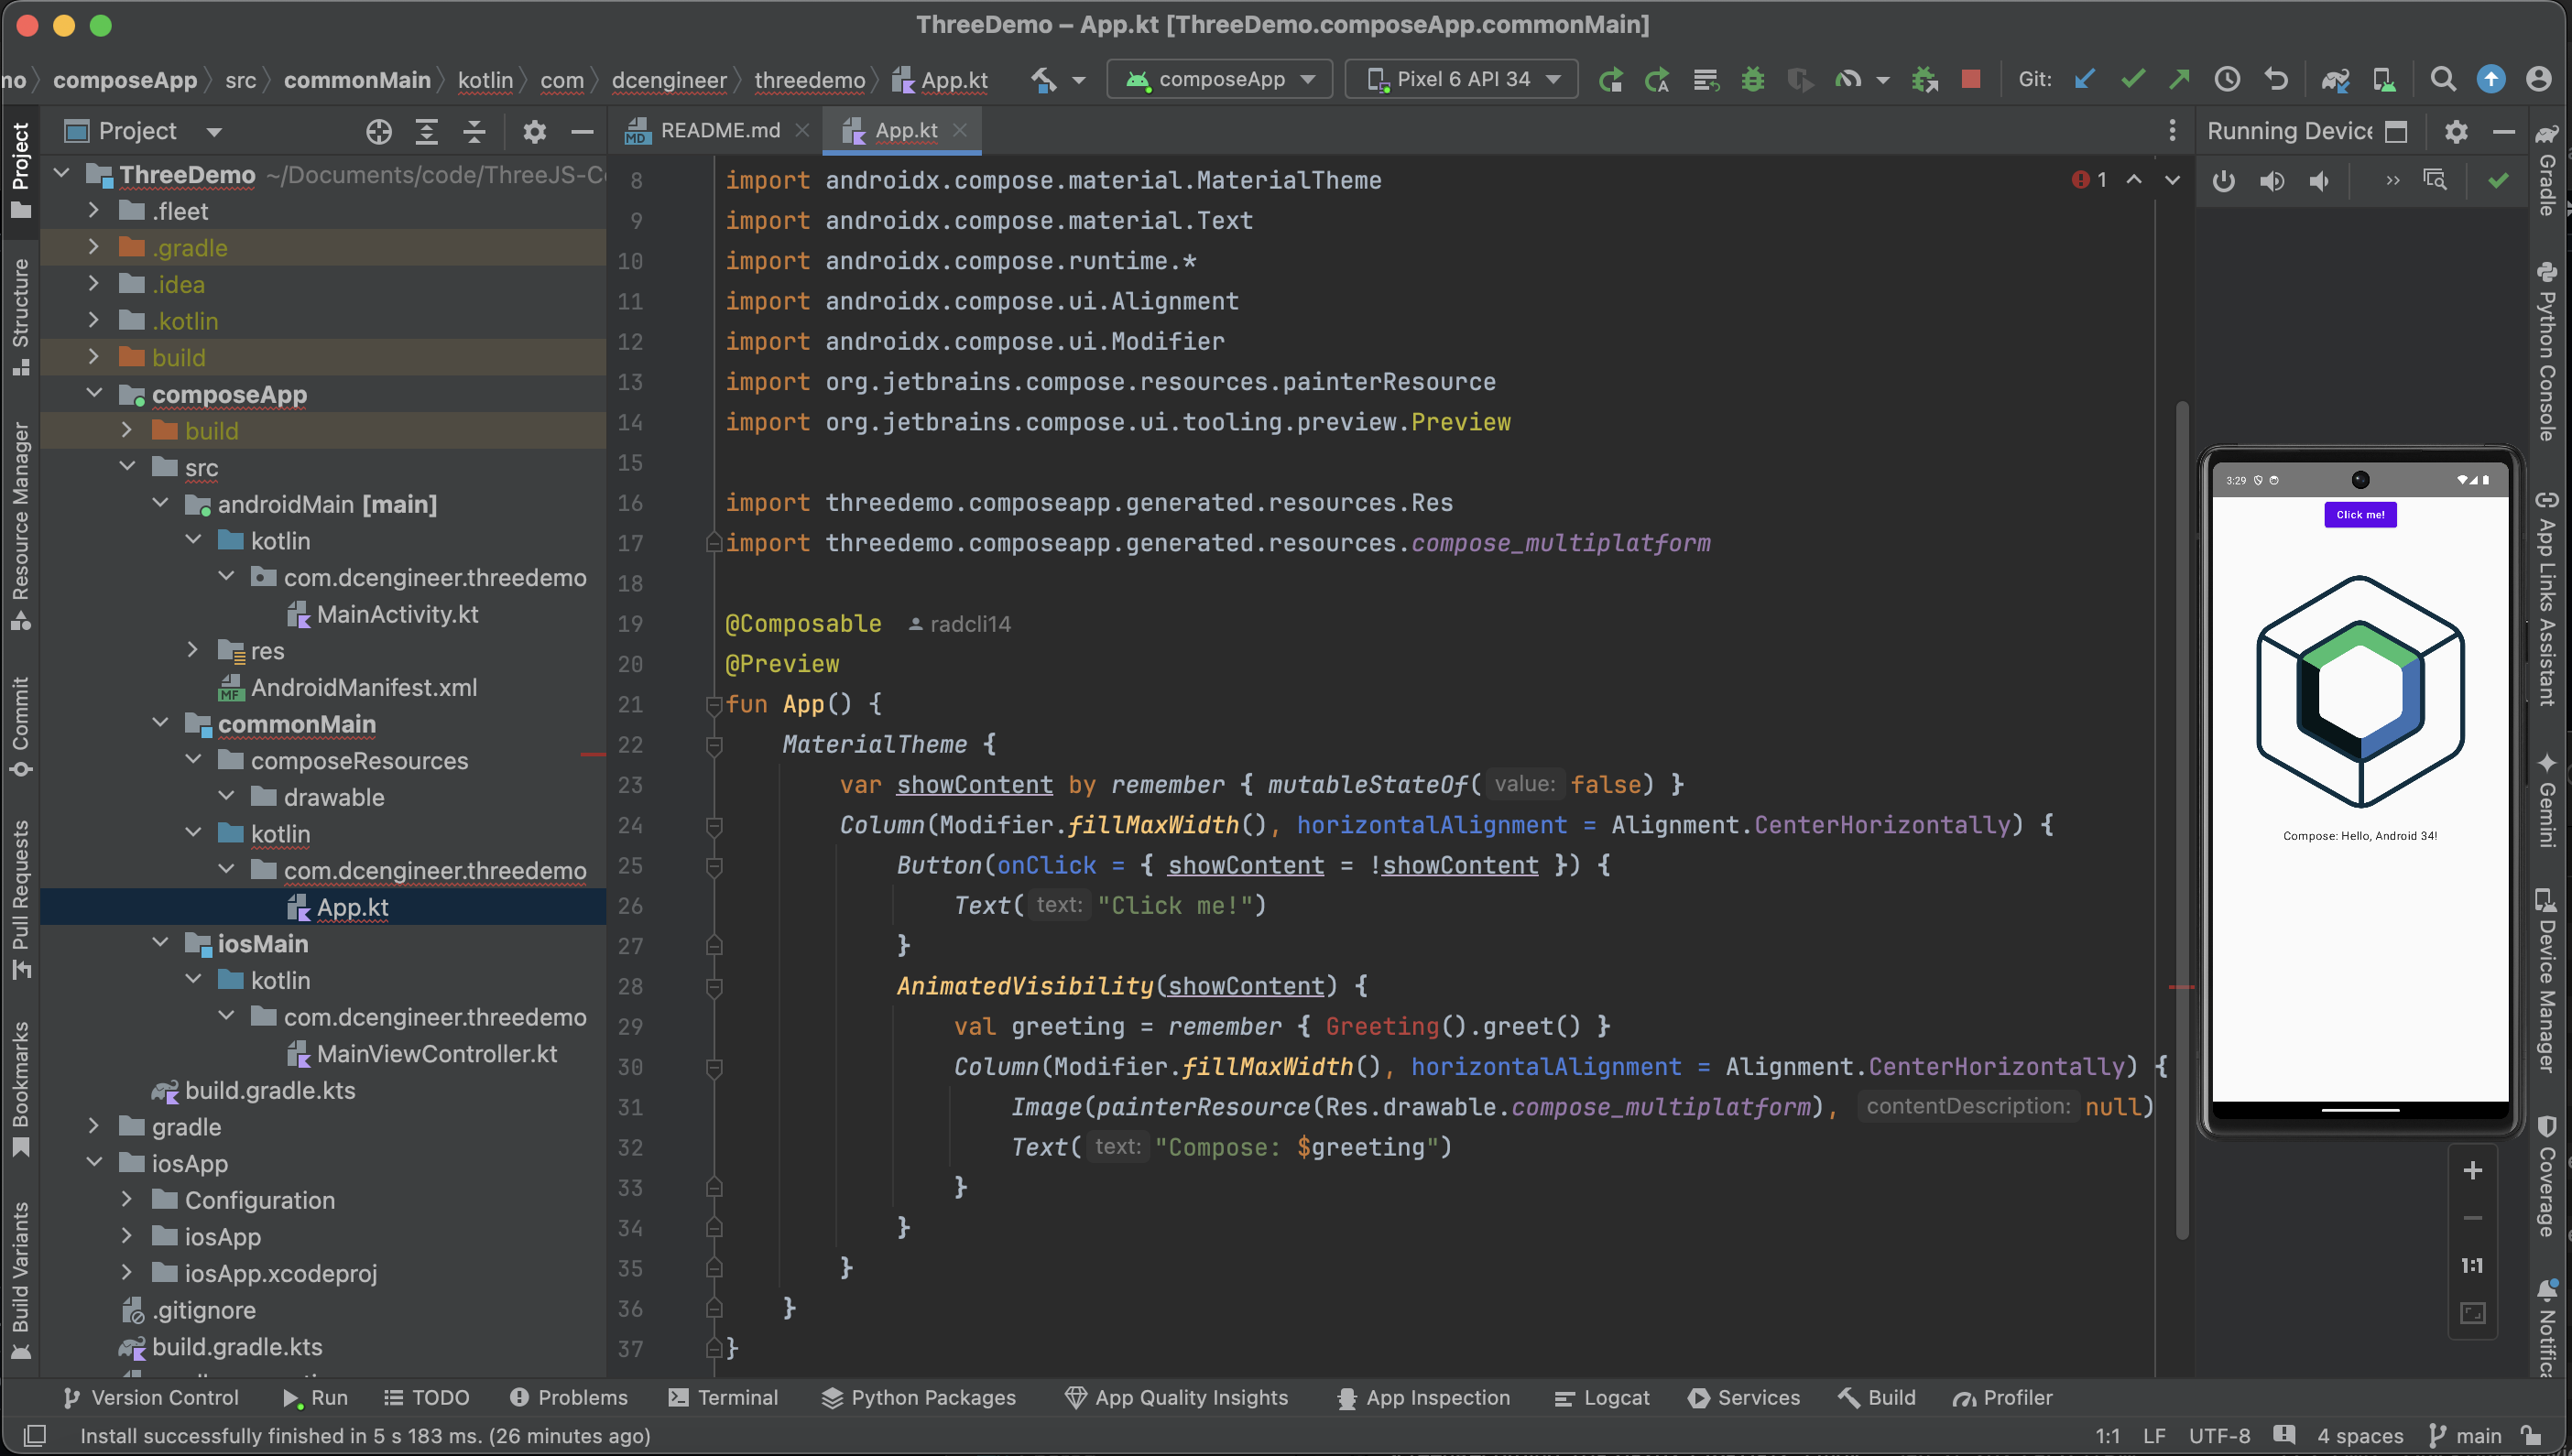 ThreeDemo – App.kt [ThreeDemo.composeApp.commonMain]
composeApp src commonMain kotlin com dcengineer threedemo App.kt composeApp Pixel 6 API 34 Git:
Project
README.md
App.kt
Running Device
ThreeDemo ~/Documents/code/ThreeJS-Co
.fleet
.gradle
.idea
.kotlin
build
composeApp
build
src
androidMain [main]
kotlin
com.dcengineer.threedemo
MainActivity.kt
res
AndroidManifest.xml
commonMain
composeResources
drawable
kotlin
com.dcengineer.threedemo
App.kt
iosMain
kotlin
com.dcengineer.threedemo
MainViewController.kt
build.gradle.kts
gradle
iosApp
Configuration
iosApp
iosApp.xcodeproj
.gitignore
build.gradle.kts
Project
Structure
Resource Manager
Commit
Pull Requests
Bookmarks
Build Variants
1
8 import androidx.compose.material.MaterialTheme
9 import androidx.compose.material.Text
10 import androidx.compose.runtime.*
11 import androidx.compose.ui.Alignment
12 import androidx.compose.ui.Modifier
13 import org.jetbrains.compose.resources.painterResource
14 import org.jetbrains.compose.ui.tooling.preview.Preview
15
16 import threedemo.composeapp.generated.resources.Res
17 import threedemo.composeapp.generated.resources.compose_multiplatform
18
19 @Composable radcli14
20 @Preview
21 fun App() {
22 MaterialTheme {
23 var showContent by remember { mutableStateOf( value: false) }
24 Column(Modifier.fillMaxWidth(), horizontalAlignment = Alignment.CenterHorizontally) {
25 Button(onClick = { showContent = !showContent }) {
26 Text( text: "Click me!")
27 }
28 AnimatedVisibility(showContent) {
29 val greeting = remember { Greeting().greet() }
30 Column(Modifier.fillMaxWidth(), horizontalAlignment = Alignment.CenterHorizontally) {
31 Image(painterResource(Res.drawable.compose_multiplatform), contentDescription: null)
32 Text( text: "Compose: $greeting")
33 }
34 }
35 }
36 }
37 }
3:29
Click me!
Compose: Hello, Android 34!
1:1
Gradle
Python Console
App Links Assistant
Gemini
Device Manager
Coverage
Version Control Run TODO Problems Terminal Python Packages App Quality Insights App Inspection Logcat Services Build Profiler
Install successfully finished in 5 s 183 ms. (26 minutes ago)
1:1 LF UTF-8 4 spaces main